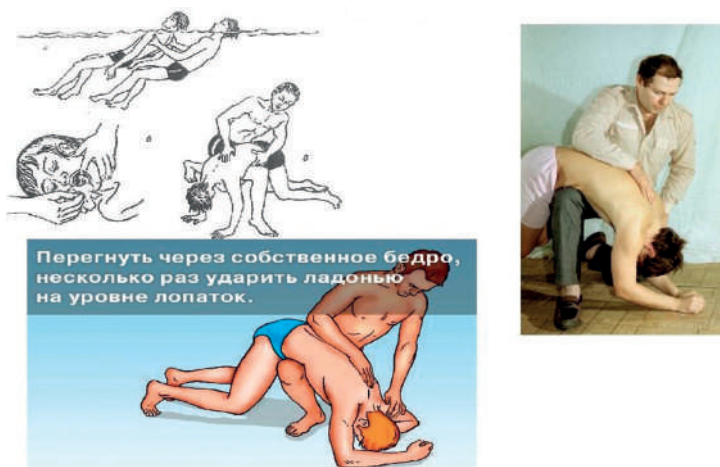 Перегнуть через собственное бедро,
несколько раз ударить ладонью
на уровне лопаток.